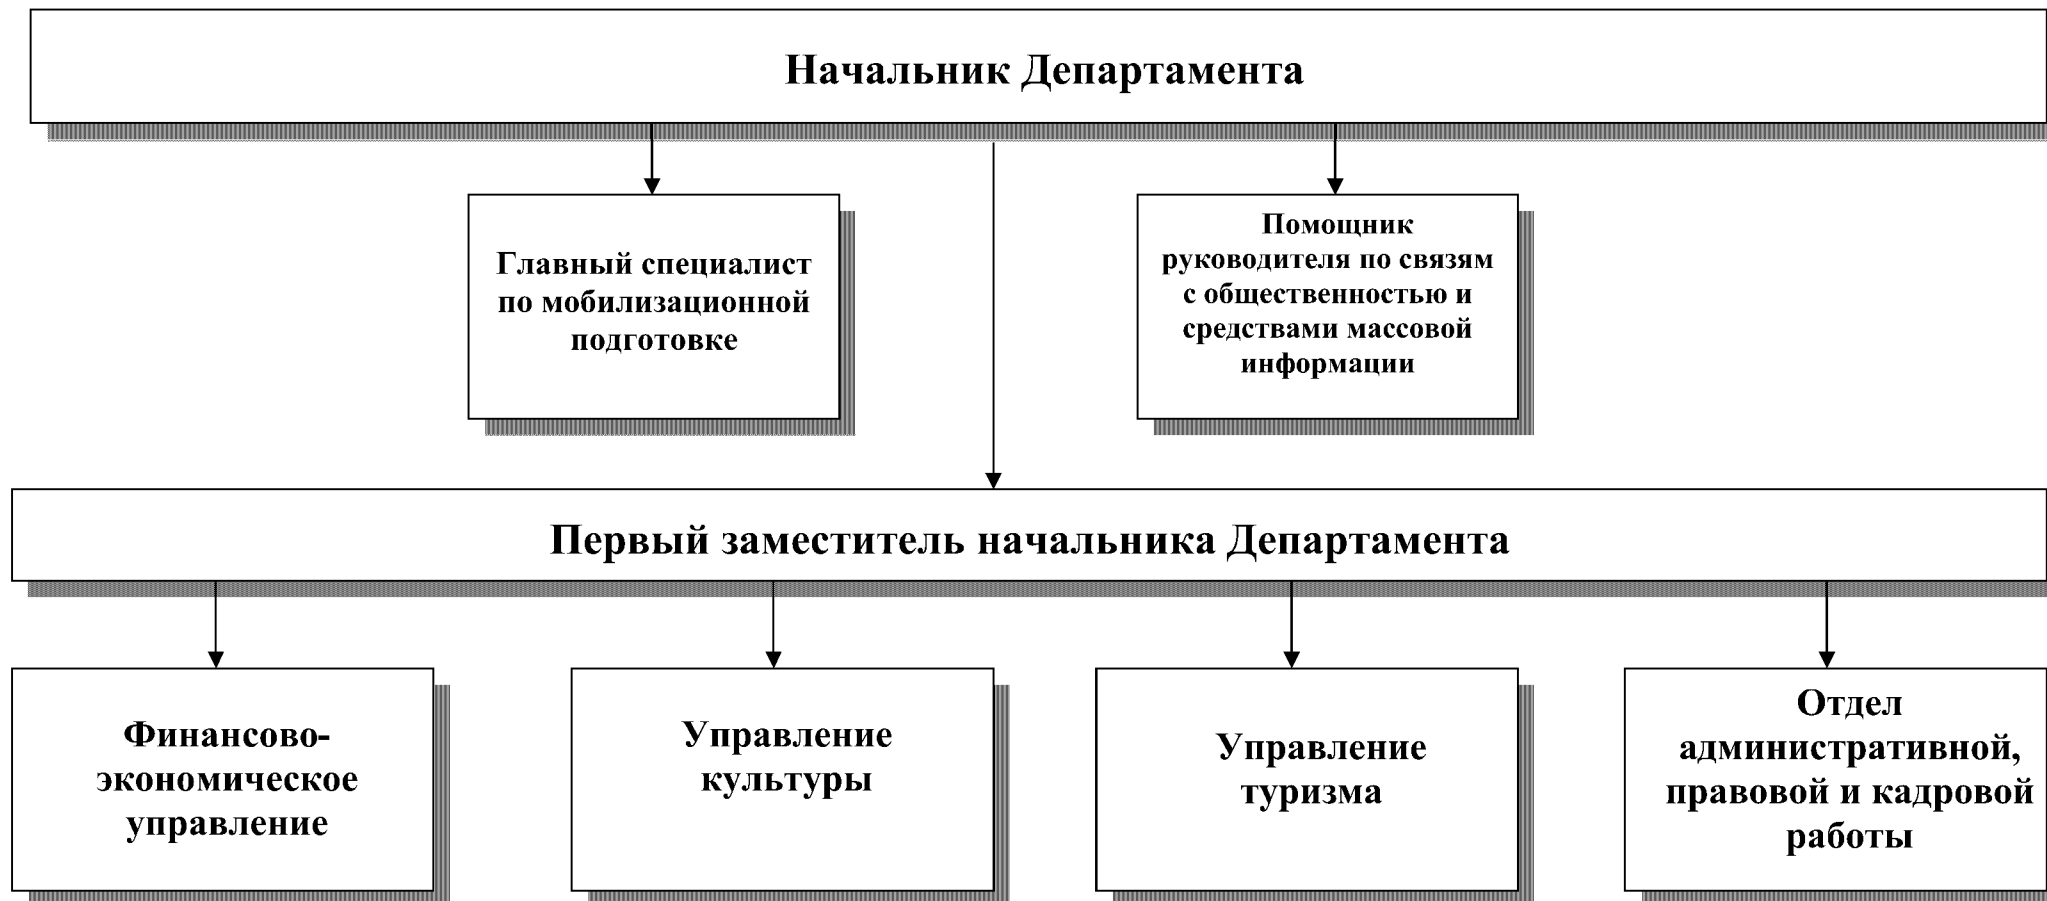 Начальник Департамента
Главный специалист
по мобилизационной
подготовке
Помощник
руководителя по связям
с общественностью и
средствами массовой
информации
Первый заместитель начальника Департамента
Финансово-
экономическое
управление
Управление
культуры
Управление
туризма
Отдел
административной,
правовой и кадровой
работы